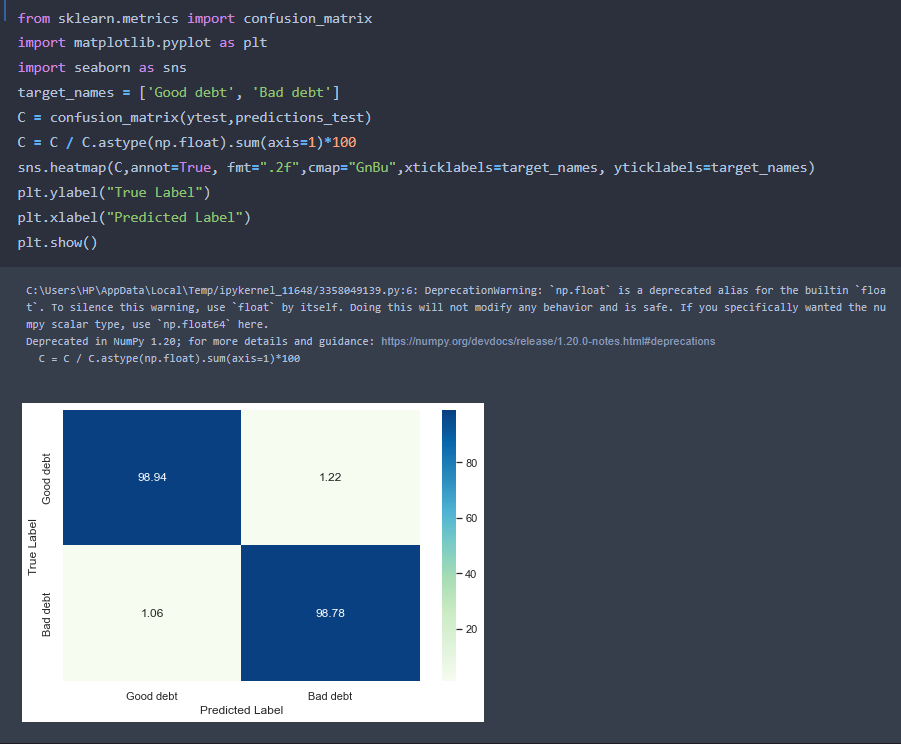 from sklearn.metrics import confusion_matrix
import matplotlib.pyplot as plt
import seaborn as sns
target_names = ['Good debt', 'Bad debt']
C = confusion_matrix(ytest,predictions_test)
C = C / C.astype(np.float).sum(axis=1)*100
sns.heatmap(C,annot=True, fmt=".2f",cmap="GnBu",xticklabels=target_names, yticklabels=target_names)
plt.ylabel("True Label")
plt.xlabel("Predicted Label")
plt.show()
C:\Users\HP\AppData\Local\Temp/ipykernel_11648/3358049139.py:6: DeprecationWarning: `np.float` is a deprecated alias for the builtin `floa
t`. To silence this warning, use `float` by itself. Doing this will not modify any behavior and is safe. If you specifically wanted the nu
mpy scalar type, use `np.float64` here.
Deprecated in NumPy 1.20; for more details and guidance: https://numpy.org/devdocs/release/1.20.0-notes.html#deprecations
C = C / C.astype(np.float).sum(axis=1)*100
True Label
Good debt
98.94
1.22
Bad debt
1.06
98.78
80
60
40
20
Good debt
Bad debt
Predicted Label